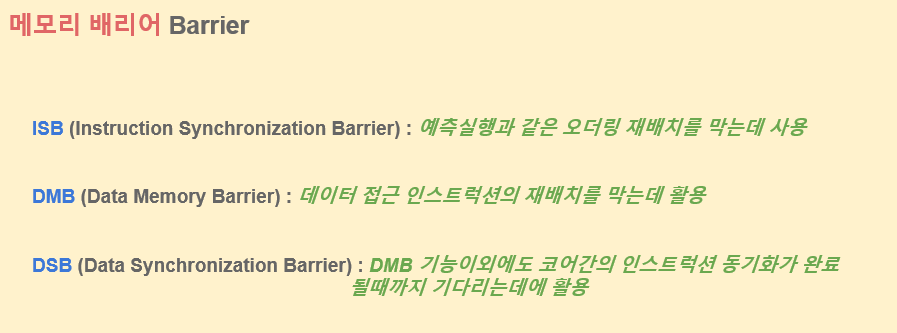 메모리 배리어 Barrier
ISB (Instruction Synchronization Barrier) : 예측실행과 같은 오더링 재배치를 막는데 사용
DMB (Data Memory Barrier) : 데이터 접근 인스트럭션의 재배치를 막는데 활용
DSB (Data Synchronization Barrier) : DMB 기능이외에도 코어간의 인스트럭션 동기화가 완료
될때까지 기다리는데에 활용